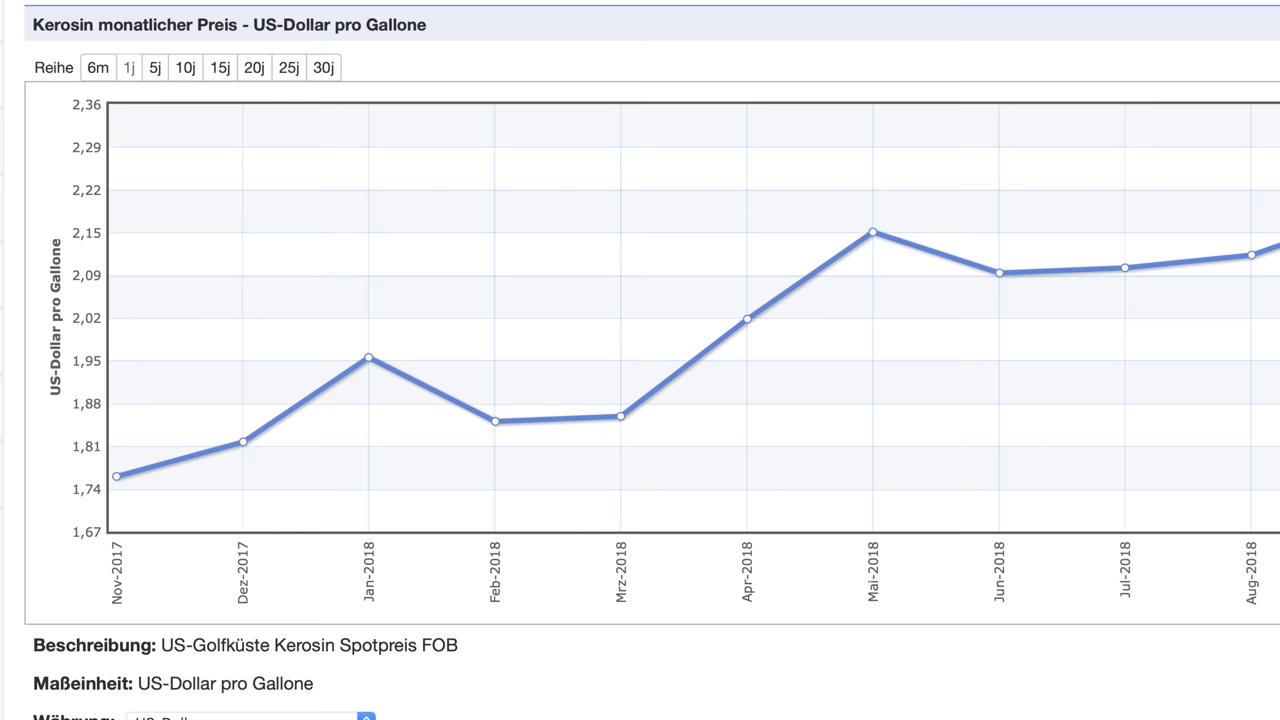 Kerosin monatlicher Preis - US-Dollar pro Gallone
Reihe 6m 1j 5j 10j 15j 20j 25j 30j
US-Dollar pro Gallone
2,36
2,29
2,22
2,15
2,09
2,02
1,95
1,88
1,81
1,74
1,67
Nov-2017
Dez-2017
Jan-2018
Feb-2018
Mrz-2018
Apr-2018
Mai-2018
Jun-2018
Jul-2018
Aug-2018
Beschreibung: US-Golfküste Kerosin Spotpreis FOB
Maßeinheit: US-Dollar pro Gallone
Währung: US-Dollar